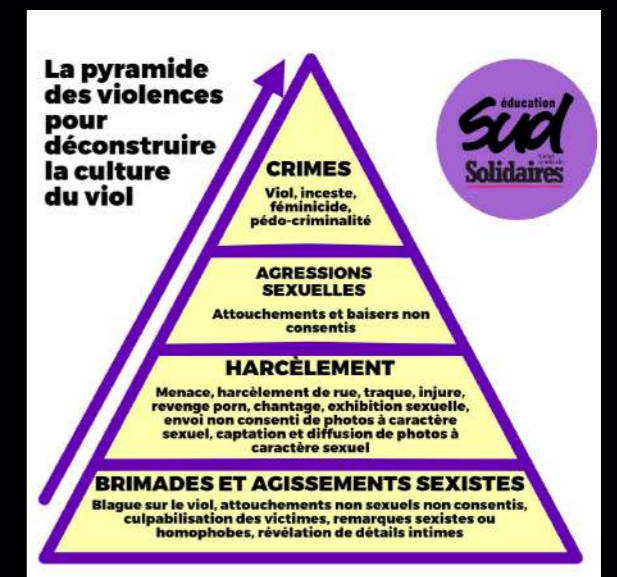 La pyramide
des violences
pour
déconstruire
la culture
du viol
éducation
Sud
Solidaires
CRIMES
Viol, inceste,
féminicide,
pédo-criminalité
AGRESSIONS
SEXUELLES
Attouchements et baisers non
consentis
HARCÈLEMENT
Menace, harcèlement de rue, traque, injure,
revenge porn, chantage, exhibition sexuelle,
envoi non consenti de photos à caractère
sexuel, captation et diffusion de photos à
caractère sexuel
BRIMADES ET AGISSEMENTS SEXISTES
Blague sur le viol, attouchements non sexuels non consentis,
culpabilisation des victimes, remarques sexistes ou
homophobes, révélation de détails intimes